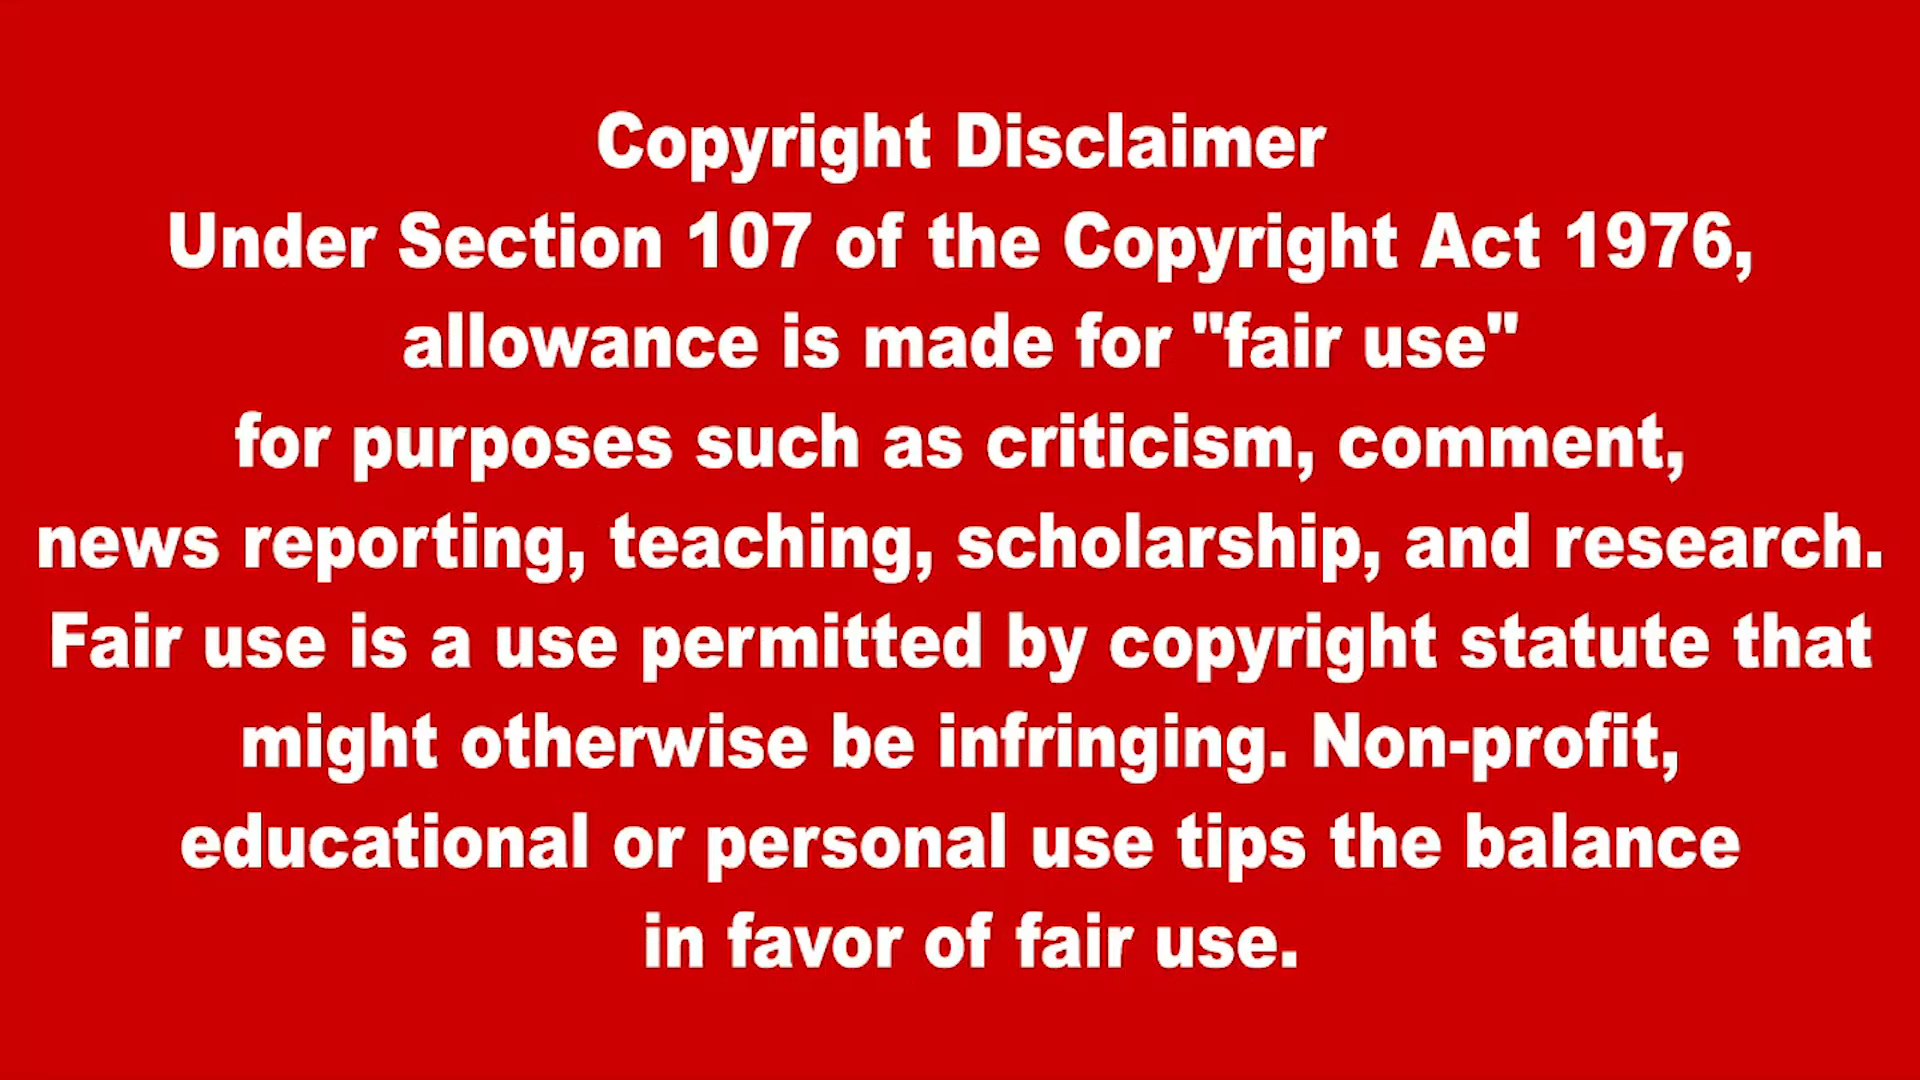 Copyright Disclaimer
Under Section 107 of the Copyright Act 1976,
allowance is made for "fair use"
for purposes such as criticism, comment,
news reporting, teaching, scholarship, and research.
Fair use is a use permitted by copyright statute that
might otherwise be infringing. Non-profit,
educational or personal use tips the balance
in favor of fair use.